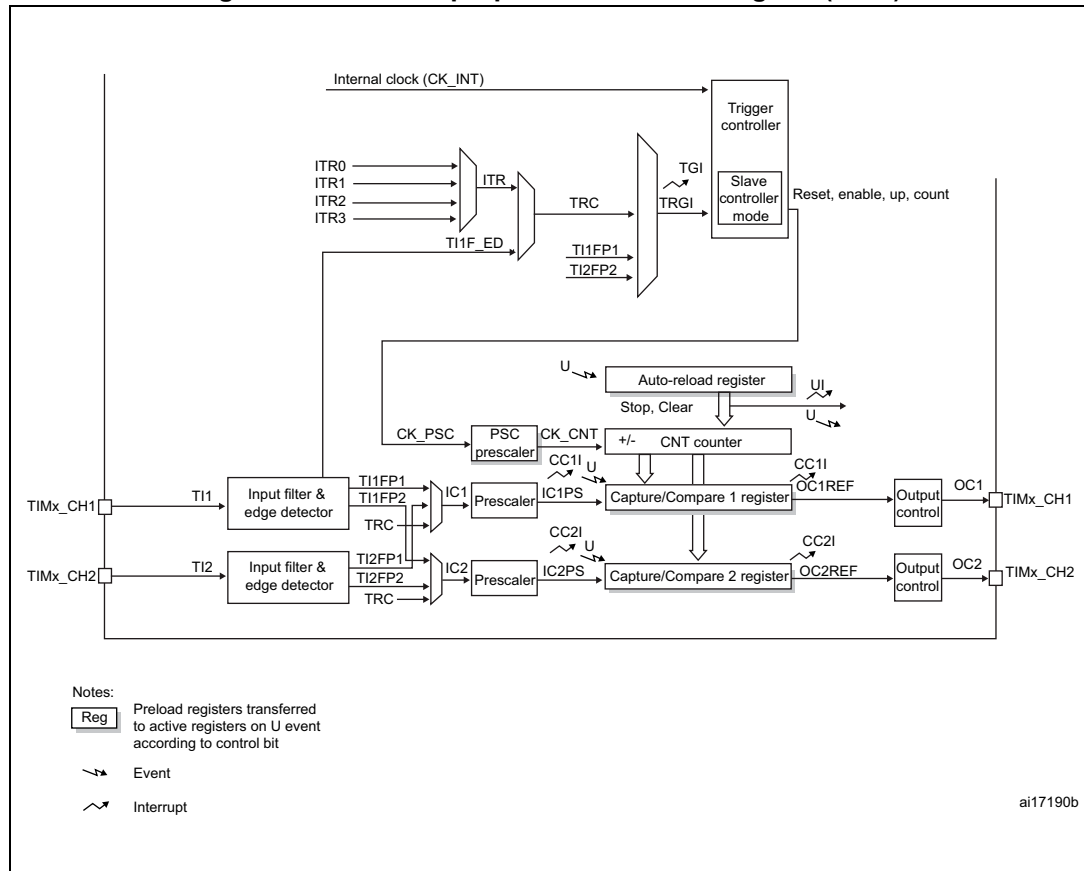 Internal clock (CK_INT)
Trigger
controller
TGI
ITR0
ITR1
ITR2
ITR3
ITR
TRC
TRGI
Slave
controller
mode
Reset, enable, up, count
TI1F_ED
TI1FP1
TI2FP2
U
Auto-reload register
UI
Stop, Clear
U
CK_PSC
PSC
prescaler
CK_CNT
+/-
CNT counter
CC1I
U
CC1I
TIMx_CH1
TI1
Input filter &
edge detector
TI1FP1
TI1FP2
TRC
IC1
Prescaler
IC1PS
Capture/Compare 1 register
OC1REF
Output
control
OC1
TIMx_CH1
CC2I
U
CC2I
TIMx_CH2
TI2
Input filter &
edge detector
TI2FP1
TI2FP2
TRC
IC2
Prescaler
IC2PS
Capture/Compare 2 register
OC2REF
Output
control
OC2
TIMx_CH2
Notes:
Reg
Preload registers transferred
to active registers on U event
according to control bit
Event
Interrupt
ai17190b